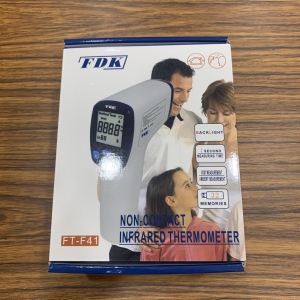 FDK
BACKLIGHT
1 SECOND
MEASURING TIME
MEMORIES
NON-CONTACT
INFRARED THERMOMETER
FT-F41